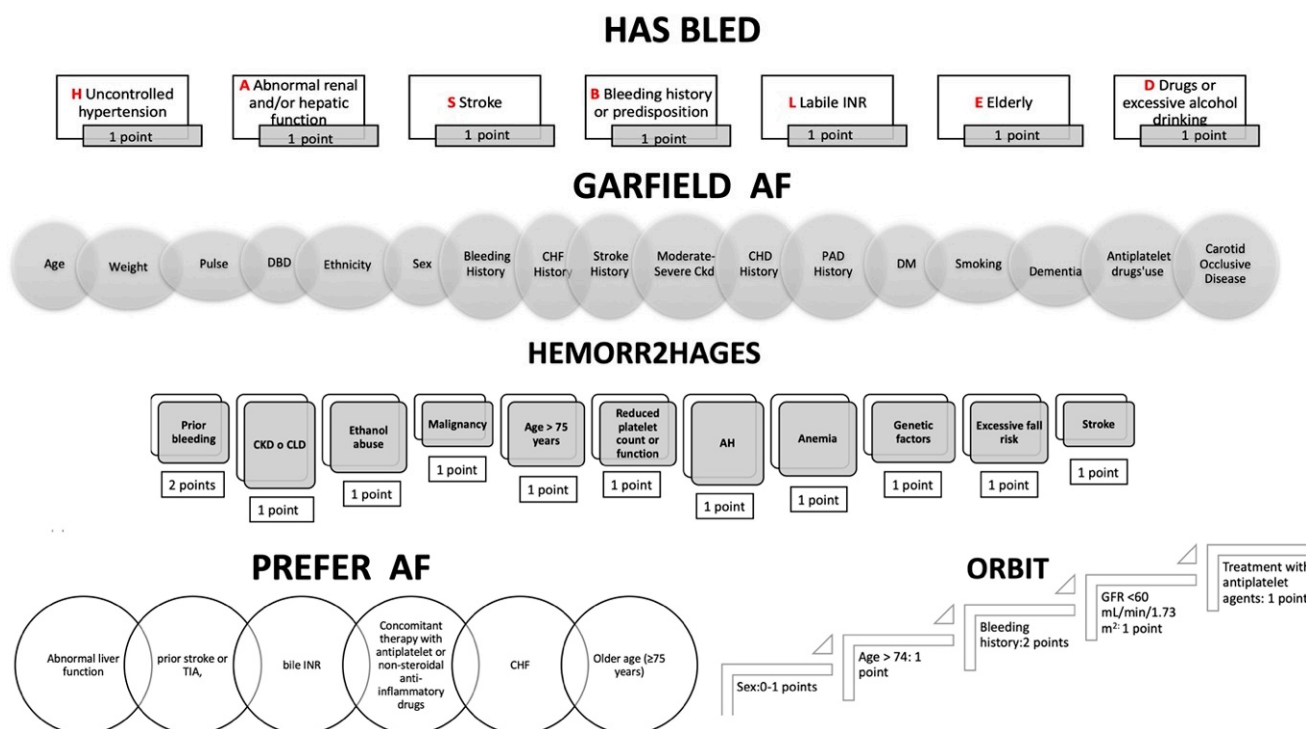 HAS BLED
H Uncontrolled
hypertension
1 point
A Abnormal renal
and/or hepatic
function
1 point
S Stroke
1 point
B Bleeding history
or predisposition
1 point
L Labile INR
1 point
E Elderly
1 point
D Drugs or
excessive alcohol
drinking
1 point
GARFIELD AF
Age
Weight
Pulse
DBD
Ethnicity
Sex
Bleeding
History
CHF
History
Stroke
History
Moderate-
Severe Ckd
CHD
History
PAD
History
DM
Smoking
Dementia
Antiplatelet
drugs'use
Carotid
Occlusive
Disease
HEMORR2HAGES
Prior
bleeding
2 points
CKD o CLD
1 point
Ethanol
abuse
1 point
Malignancy
1 point
Age > 75
years
1 point
Reduced
platelet
count or
function
1 point
AH
1 point
Anemia
1 point
Genetic
factors
1 point
Excessive fall
risk
1 point
Stroke
1 point
PREFER AF
Abnormal liver
function
prior stroke or
TIA,
bile INR
Concomitant
therapy with
antiplatelet or
non-steroidal
anti-
inflammatory
drugs
CHF
Older age (≥75
years)
ORBIT
Sex:0-1 points
Age > 74: 1
point
Bleeding
history:2 points
GFR <60
mL/min/1.73
m²: 1 point
Treatment with
antiplatelet
agents: 1 point